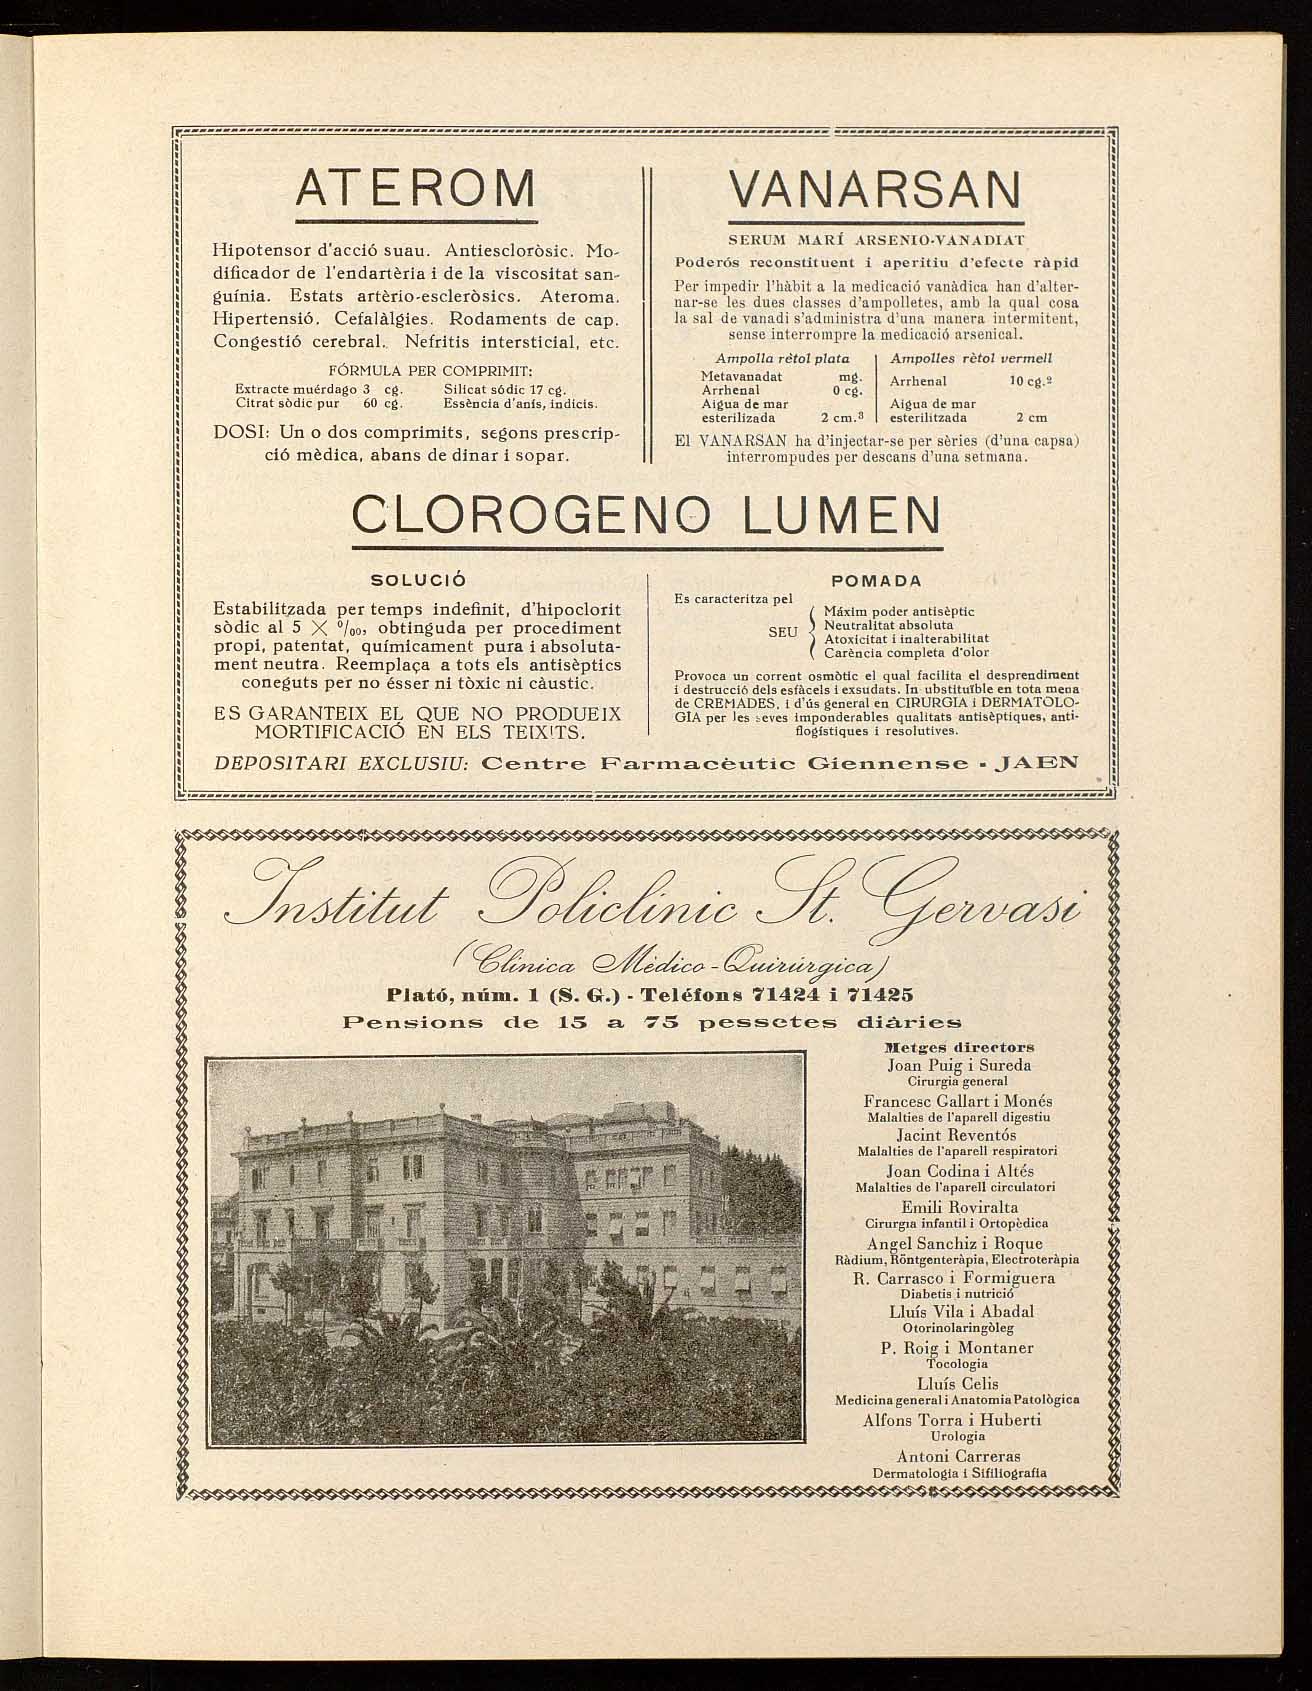 ATEROM
Hipotensor d'acció suau. Antiescloròsic. Mo-
dificador de l'endartèria i de la viscositat san-
guínia. Estats artèrio-escleròsics. Ateroma.
Hipertensió. Cefalàlgies. Rodaments de cap.
Congestió cerebral. Nefritis intersticial, etc.
FÓRMULA PER COMPRIMIT:
Extracte muérdago 3 cg. Silicat sódic 17 cg.
Citrat sòdic pur 60 cg. Essència d'anís, indicis.
DOSI: Un o dos comprimits, segons prescrip-
ció mèdica, abans de dinar i sopar.
VANARSAN
SERUM MARÍ ARSENIO-VANADIAT
Poderós reconstituent i aperitiu d'efecte ràpid
Per impedir l'hàbit a la medicació vanàdica han d'alter-
nar-se les dues classes d'ampolletes, amb la qual cosa
la sal de vanadi s'administra d'una manera intermitent,
sense interrompre la medicació arsenical.
Ampolla rètol plata
Metavanadat mg.
Arrhenal 0 cg.
Aigua de mar
esterilizada 2 cm.³
Ampolles rètol vermell
Arrhenal 10 cg.²
Aigua de mar
esterilitzada 2 cm
El VANARSAN ha d'injectar-se per sèries (d'una capsa)
interrompudes per descans d'una setmana.
CLOROGENO LUMEN
SOLUCIÓ
Estabilitzada per temps indefinit, d'hipoclorit
sòdic al 5 X º/₀₀, obtinguda per procediment
propi, patentat, químicament pura i absoluta-
ment neutra. Reemplaça a tots els antisèptics
coneguts per no ésser ni tòxic ni càustic.
ES GARANTEIX EL QUE NO PRODUEIX
MORTIFICACIÓ EN ELS TEIXITS.
POMADA
Es caracteritza pel
SEU
Máxim poder antisèptic
Neutralitat absoluta
Atoxicitat i inalterabilitat
Carència completa d'olor
Provoca un corrent osmòtic el qual facilita el desprendiment
i destrucció dels esfàcels i exsudats. In ubstituïble en tota mena
de CREMADES, i d'ús general en CIRURGIA i DERMATOLO-
GIA per les seves imponderables qualitats antisèptiques, anti-
flogístiques i resolutives.
DEPOSITARI EXCLUSIU: Centre Farmacèutic Giennense - JAEN
Institut Policlínic St. Gervasi
(Clínica Mèdico-Quirúrgica)
Plató, núm. 1 (S. G.) - Telèfons 71424 i 71425
Pensions de 15 a 75 pessetes diàries
Metges directors
Joan Puig i Sureda
Cirurgia general
Francesc Gallart i Monés
Malalties de l'aparell digestiu
Jacint Reventós
Malalties de l'aparell respiratori
Joan Codina i Altés
Malalties de l'aparell circulatori
Emili Roviralta
Cirurgia infantil i Ortopèdica
Angel Sanchiz i Roque
Ràdium, Röntgenteràpia, Electroteràpia
R. Carrasco i Formiguera
Diabetis i nutrició
Lluís Vila i Abadal
Otorinolaringòleg
P. Roig i Montaner
Tocologia
Lluís Celis
Medicina general i Anatomia Patològica
Alfons Torra i Huberti
Urologia
Antoni Carreras
Dermatologia i Sifiliografia